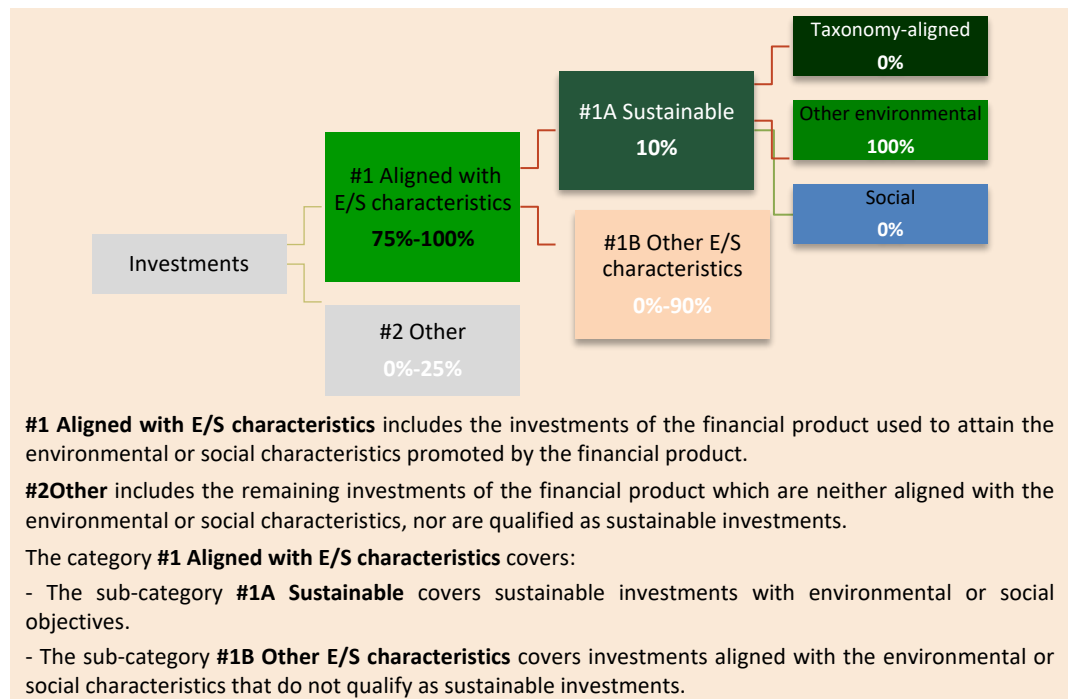 Taxonomy-aligned
0%
#1A Sustainable
10%
Other environmental
100%
#1 Aligned with
E/S characteristics
75%-100%
Social
0%
#1B Other E/S
characteristics
0%-90%
Investments
#2 Other
0%-25%
#1 Aligned with E/S characteristics includes the investments of the financial product used to attain the
environmental or social characteristics promoted by the financial product.
#2Other includes the remaining investments of the financial product which are neither aligned with the
environmental or social characteristics, nor are qualified as sustainable investments.
The category #1 Aligned with E/S characteristics covers:
- The sub-category #1A Sustainable covers sustainable investments with environmental or social
objectives.
- The sub-category #1B Other E/S characteristics covers investments aligned with the environmental or
social characteristics that do not qualify as sustainable investments.